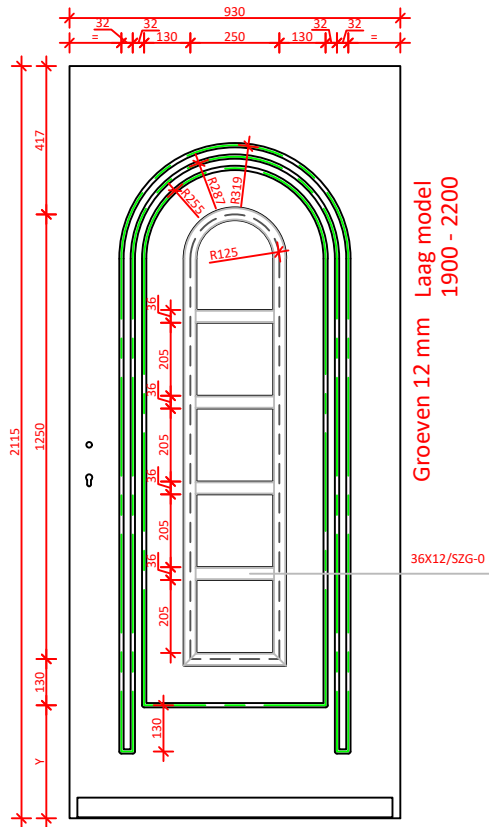 930
32
32
32
32
=
130
250
130
=
417
R319
R287
R255
R125
Laag model
1900 - 2200
Groeven 12 mm
36
205
36
205
36
205
36
205
2115
1250
36X12/SZG-0
130
130
Y